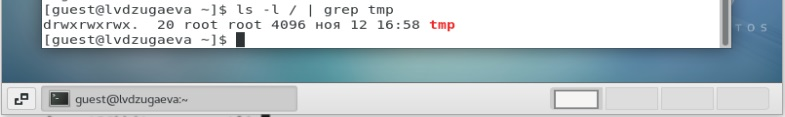 [guest@lvdzugaeva ~]$ ls -l / | grep tmp
drwxrwxrwx.  20 root root 4096 ноя 12 16:58 tmp
[guest@lvdzugaeva ~]$
TOS
guest@lvdzugaeva:~